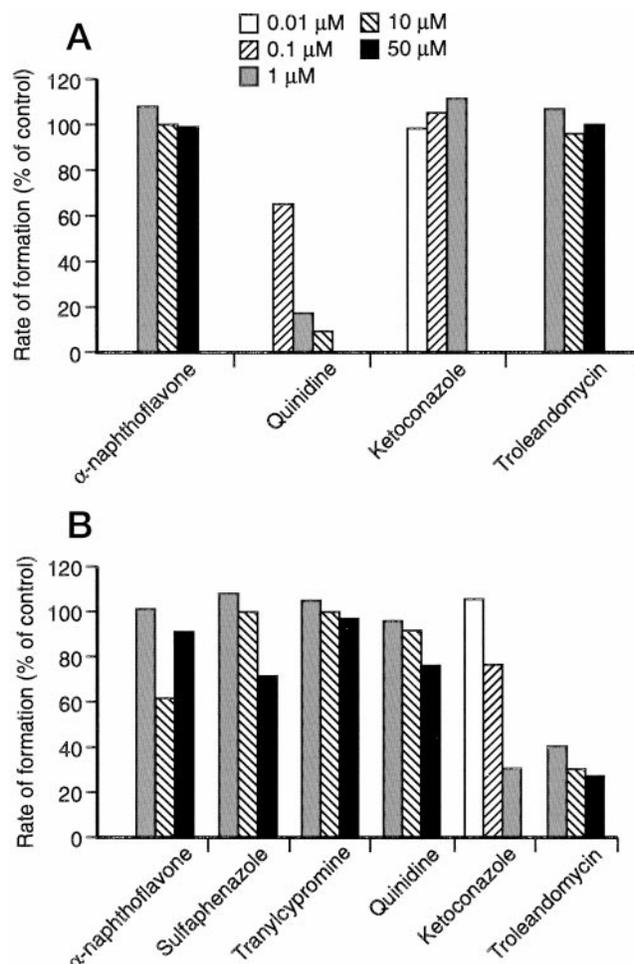 A
0.01 µM
10 µM
0.1 µM
50 µM
1 µM
Rate of formation (% of control)
120
100
80
60
40
20
0
α-naphthoflavone
Quinidine
Ketoconazole
Troleandomycin
B
Rate of formation (% of control)
120
100
80
60
40
20
0
α-naphthoflavone
Sulfaphenazole
Tranylcypromine
Quinidine
Ketoconazole
Troleandomycin